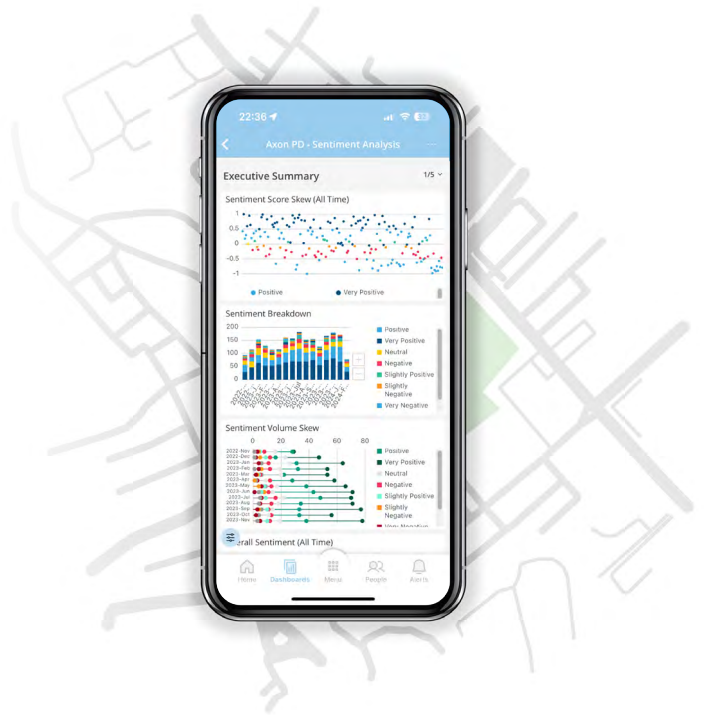 22:36
Axon PD - Sentiment Analysis
Executive Summary
1/5
Sentiment Score Skew (All Time)
1
0.5
0
-0.5
-1
Positive
Very Positive
Sentiment Breakdown
200
150
100
50
0
Positive
Very Positive
Neutral
Negative
Slightly Positive
Slightly
Negative
Very Negative
Sentiment Volume Skew
0 20 40 60 80
2022-Nov
2022-Dec
2023-Jan
2023-Feb
2023-Mar
2023-Apr
2023-May
2023-Jun
2023-Jul
2023-Aug
2023-Sep
2023-Oct
2023-Nov
Positive
Very Positive
Neutral
Negative
Slightly Positive
Slightly
Negative
Very Negative
erall Sentiment (All Time)
Home Dashboards Menu People Alerts